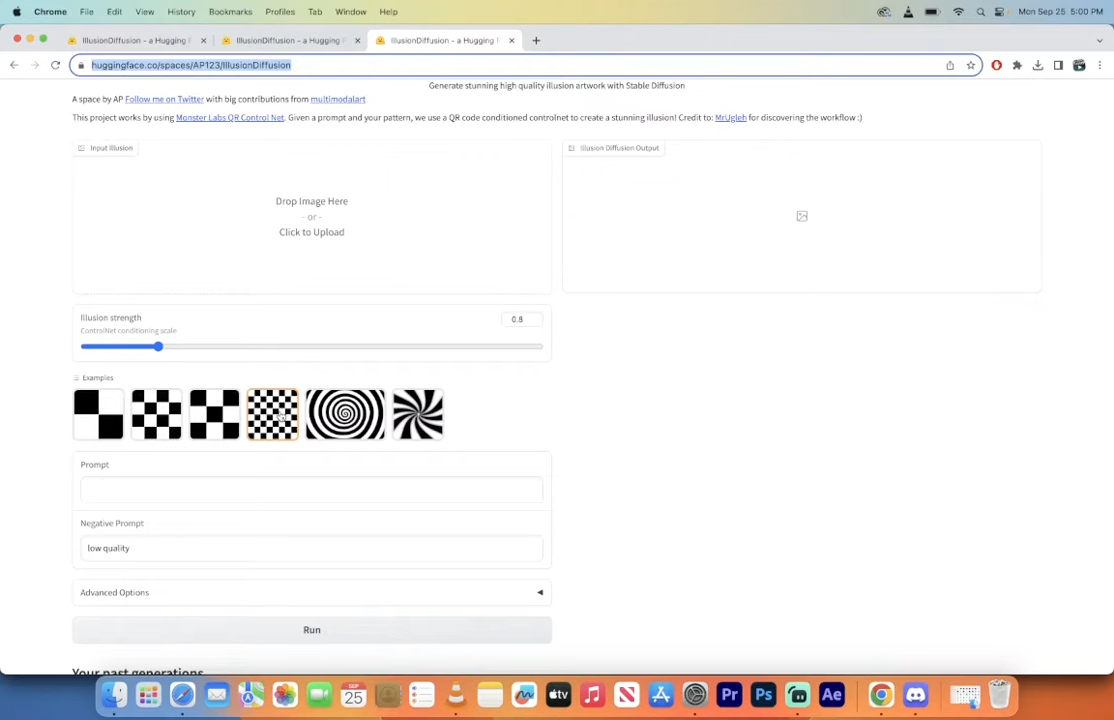 Chrome File Edit View History Bookmarks Profiles Tab Window Help Mon Sep 25 5:00 PM
IllusionDiffusion - a Hugging F IllusionDiffusion - a Hugging F IllusionDiffusion - a Hugging F
huggingface.co/spaces/AP123/IllusionDiffusion
Generate stunning high quality illusion artwork with Stable Diffusion
A space by AP Follow me on Twitter with big contributions from multimodalart
This project works by using Monster Labs QR Control Net. Given a prompt and your pattern, we use a QR code conditioned controlnet to create a stunning illusion! Credit to: MrUgleh for discovering the workflow :)
Input Illusion
Illusion Diffusion Output
Drop Image Here
- or -
Click to Upload
Illusion strength
0.8
ControlNet conditioning scale
Examples
Prompt
Negative Prompt
low quality
Advanced Options
Run
Your past generations
SEP
25
tv
Pr Ps Ae